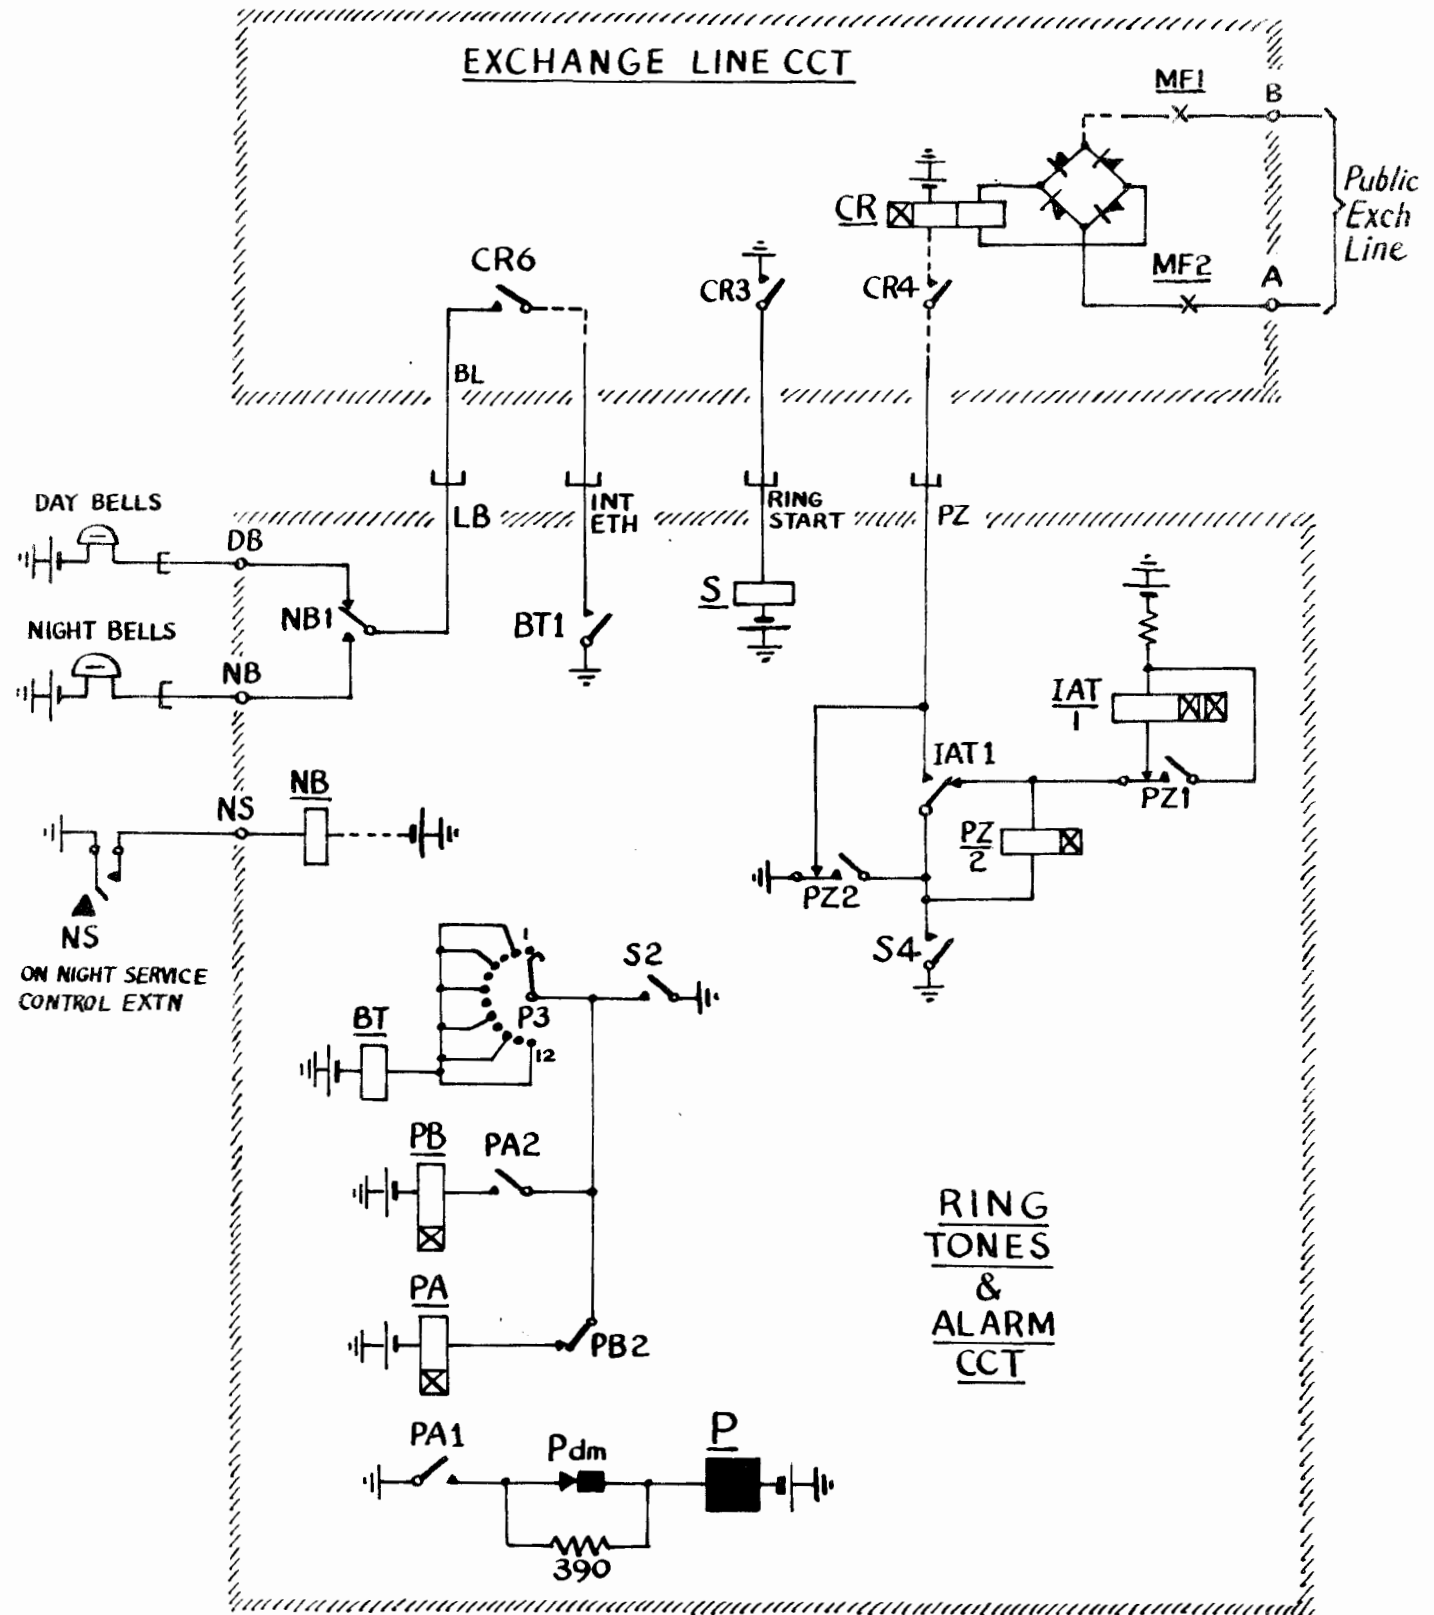 EXCHANGE LINE CCT
MF1
B
Public
Exch
Line
CR
MF2
A
CR6
CR3
CR4
BL
DAY BELLS
DB
LB
INT
ETH
RING
START
PZ
NIGHT BELLS
NB
NB1
BT1
S
IAT
1
IAT1
PZ1
NS
NB
PZ
2
PZ2
NS
ON NIGHT SERVICE
CONTROL EXTN
S4
1
S2
P3
12
BT
PB
PA2
PA
PB2
RING
TONES
&
ALARM
CCT
PA1
Pdm
P
390